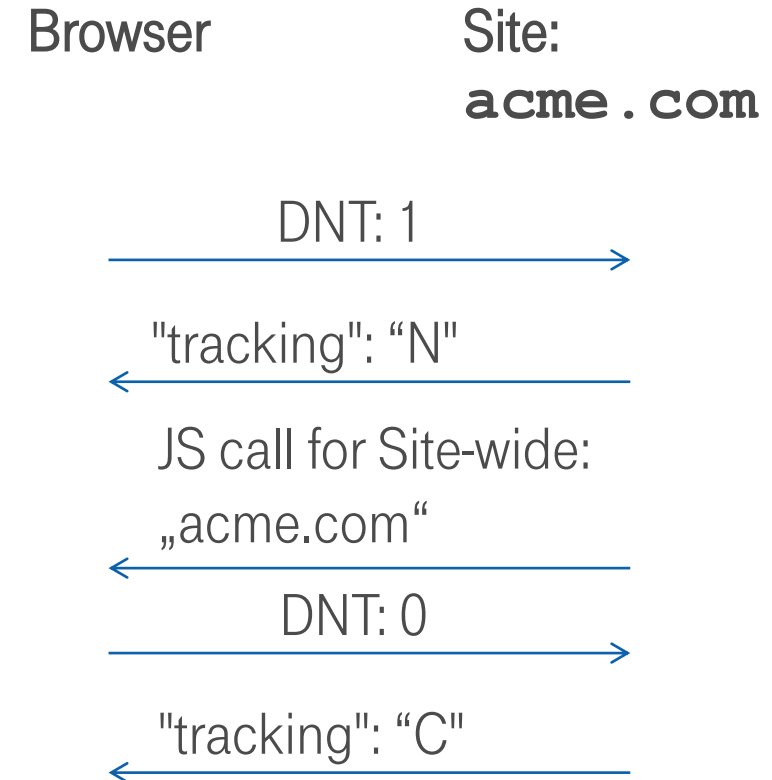 Browser
Site:
acme.com
DNT: 1
"tracking": “N"
JS call for Site-wide:
„acme.com“
DNT: 0
"tracking": “C"